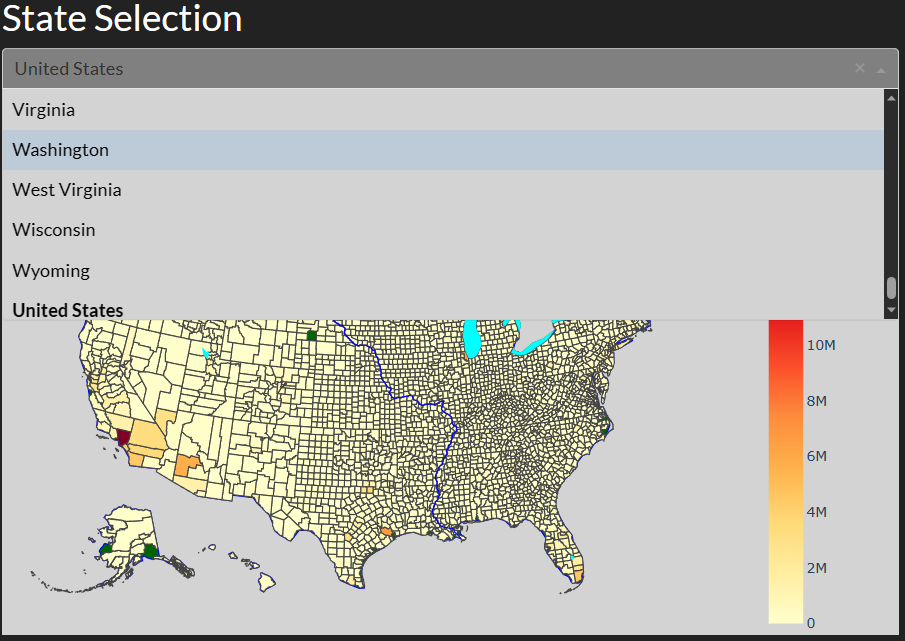 State Selection
United States
Virginia
Washington
West Virginia
Wisconsin
Wyoming
United States
10M
8M
6M
4M
2M
0